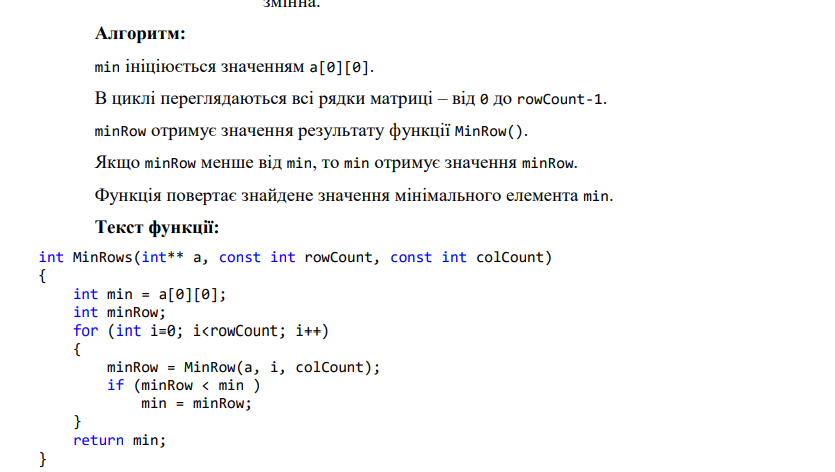 змінна.
Алгоритм:
min ініціюється значенням a[0][0].
В циклі переглядаються всі рядки матриці – від 0 до rowCount-1.
minRow отримує значення результату функції MinRow().
Якщо minRow менше від min, то min отримує значення minRow.
Функція повертає знайдене значення мінімального елемента min.
Текст функції:
int MinRows(int** a, const int rowCount, const int colCount)
{
    int min = a[0][0];
    int minRow;
    for (int i=0; i<rowCount; i++)
    {
        minRow = MinRow(a, i, colCount);
        if (minRow < min )
            min = minRow;
    }
    return min;
}